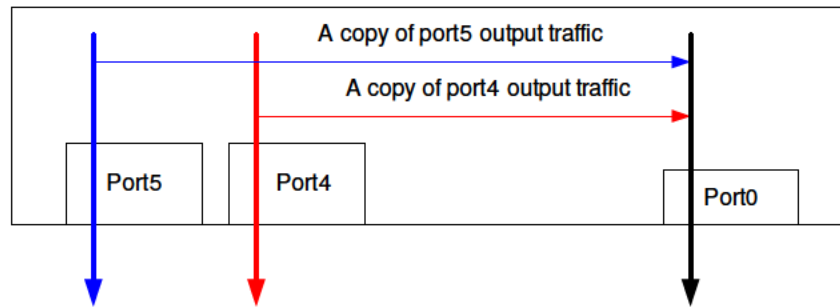 A copy of port5 output traffic
A copy of port4 output traffic
Port5
Port4
Port0